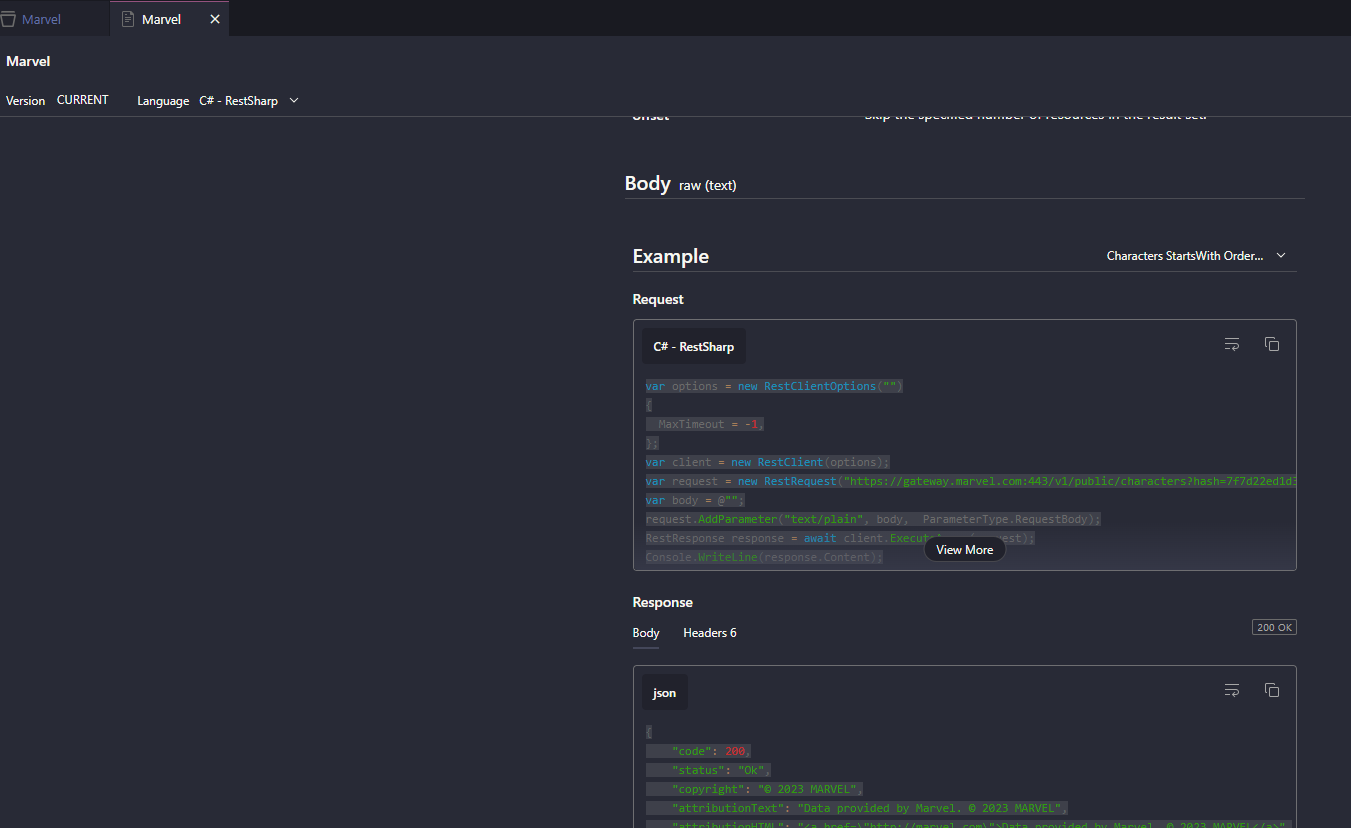 Marvel
Marvel
Marvel
Version CURRENT Language C# - RestSharp
Offset Skip the specified number of resources in the result set.
Body raw (text)
Example Characters StartsWith Order...
Request
C# - RestSharp
var options = new RestClientOptions("")
{
MaxTimeout = -1,
};
var client = new RestClient(options);
var request = new RestRequest("https://gateway.marvel.com:443/v1/public/characters?hash=7f7d22ed1d3
var body = @"";
request.AddParameter("text/plain", body, ParameterType.RequestBody);
RestResponse response = await client.Execut est);
View More
Console.WriteLine(response.Content);
Response
Body Headers 6 200 OK
json
{
"code": 200,
"status": "Ok",
"copyright": "© 2023 MARVEL",
"attributionText": "Data provided by Marvel. © 2023 MARVEL",
"attributionHTML": "<a href=\"http://marvel.com\">Data provided by Marvel. © 2023 MARVEL</a>",